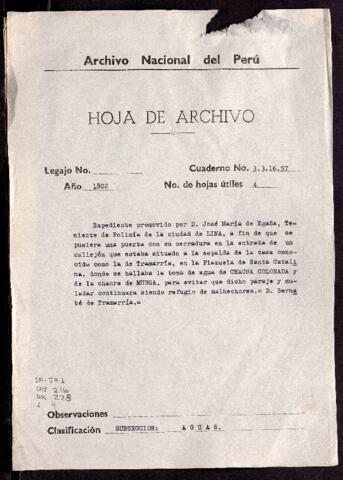 Archivo Nacional del Perú
HOJA DE ARCHIVO
Legajo No. Cuaderno No. 3.3.16.57
Año 1802 No. de hojas útiles 4
Expediente promovido por D. José María de Egaña, Te-
niente de Policía de la ciudad de LIMA, a fin de que se
pusiera una puerta con su cerradura en la entrada de un
callejón que estaba situado a la espalda de la casa cono-
cida como la de Tramarría, en la Plazuela de Santa Catali
na, donde se hallaba la toma de agua de CHACRA COLORADA y
de la chacra de MURGA, para evitar que dicho paraje y mu-
ladar continuara siendo refugio de malhechores.= D. Berna
bé de Tramarría.=
216
228
4
Observaciones
Clasificación SUBSECCION: A G U A S.